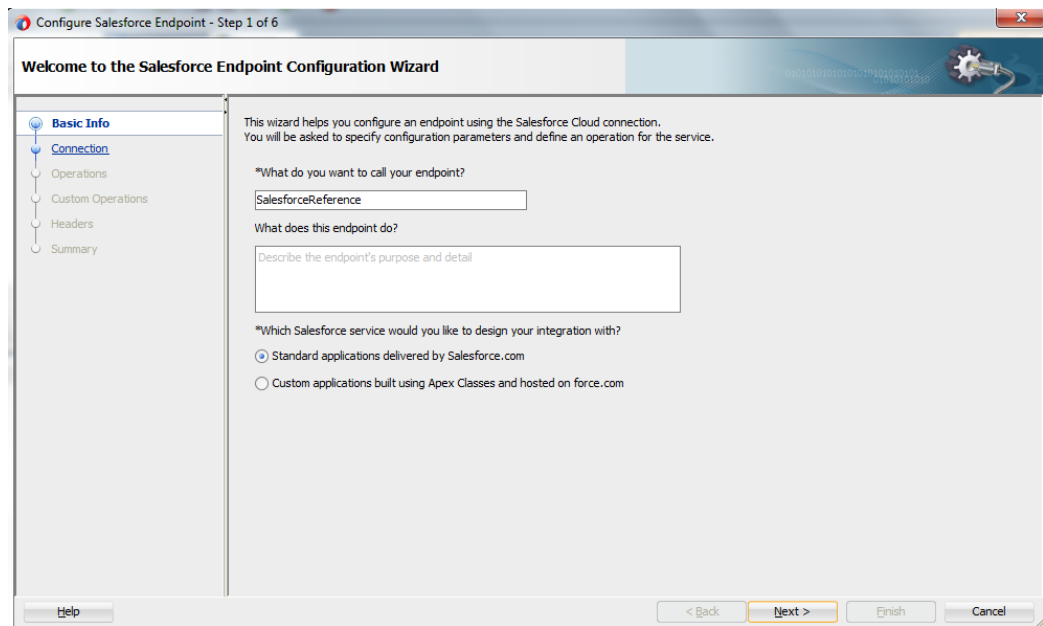 Configure Salesforce Endpoint - Step 1 of 6
x
Welcome to the Salesforce Endpoint Configuration Wizard
Basic Info
Connection
Operations
Custom Operations
Headers
Summary
This wizard helps you configure an endpoint using the Salesforce Cloud connection.
You will be asked to specify configuration parameters and define an operation for the service.
*What do you want to call your endpoint?
SalesforceReference
What does this endpoint do?
Describe the endpoint's purpose and detail
*Which Salesforce service would you like to design your integration with?
Standard applications delivered by Salesforce.com
Custom applications built using Apex Classes and hosted on force.com
Help
< Back
Next >
Finish
Cancel